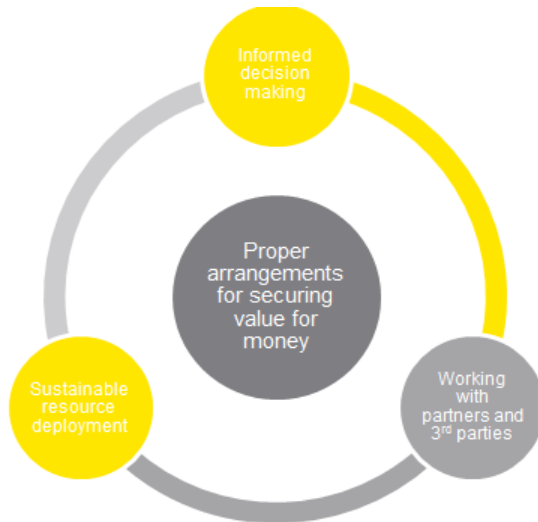 Informed
decision
making
Proper
arrangements
for securing
value for
money
Sustainable
resource
deployment
Working
with
partners and
3rd parties